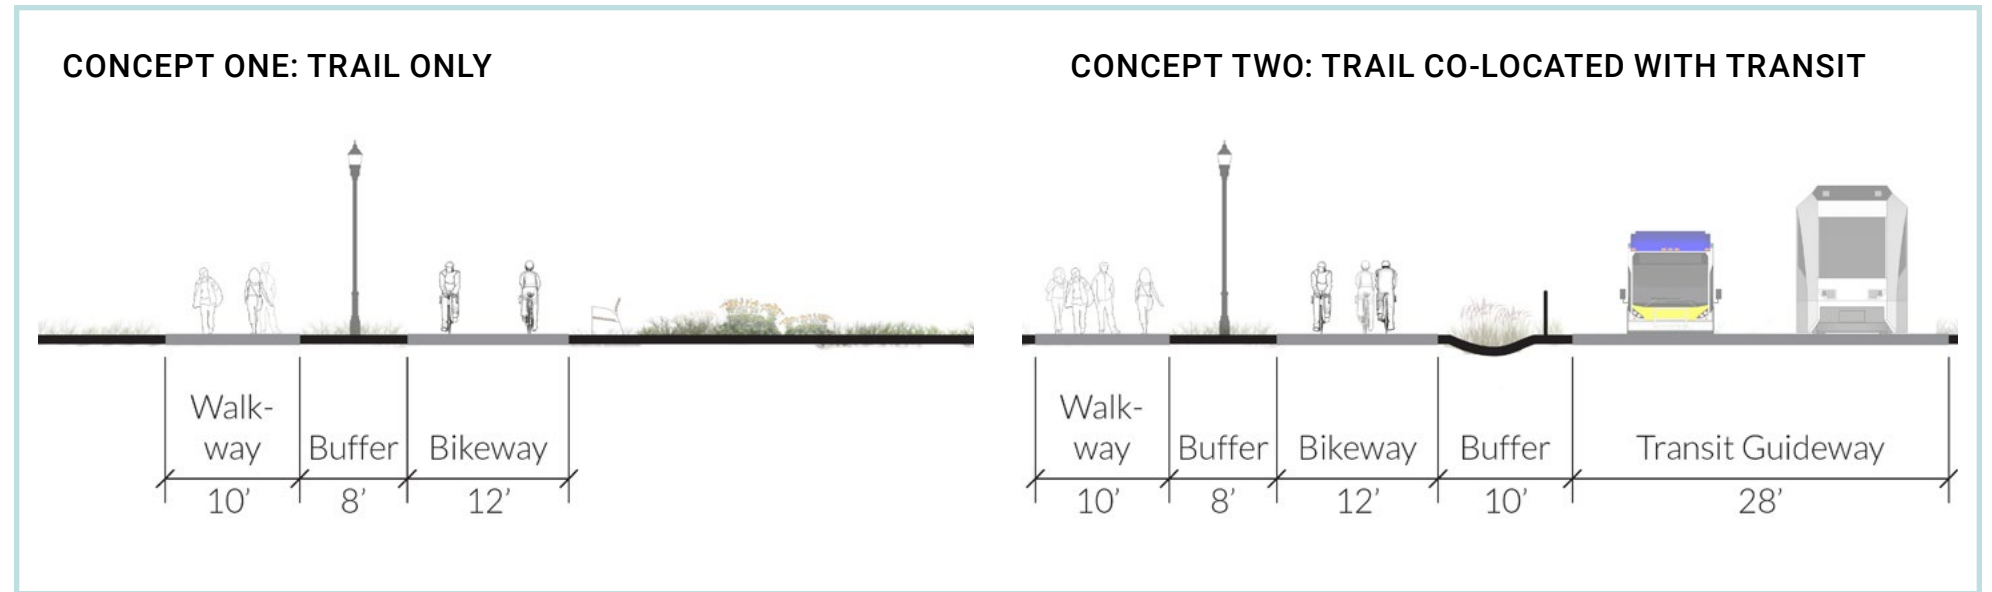 CONCEPT ONE: TRAIL ONLY
Walk-
way
Buffer
Bikeway
10’
8’
12’
CONCEPT TWO: TRAIL CO-LOCATED WITH TRANSIT
Walk-
way
Buffer
Bikeway
Buffer
Transit Guideway
10’
8’
12’
10’
28’